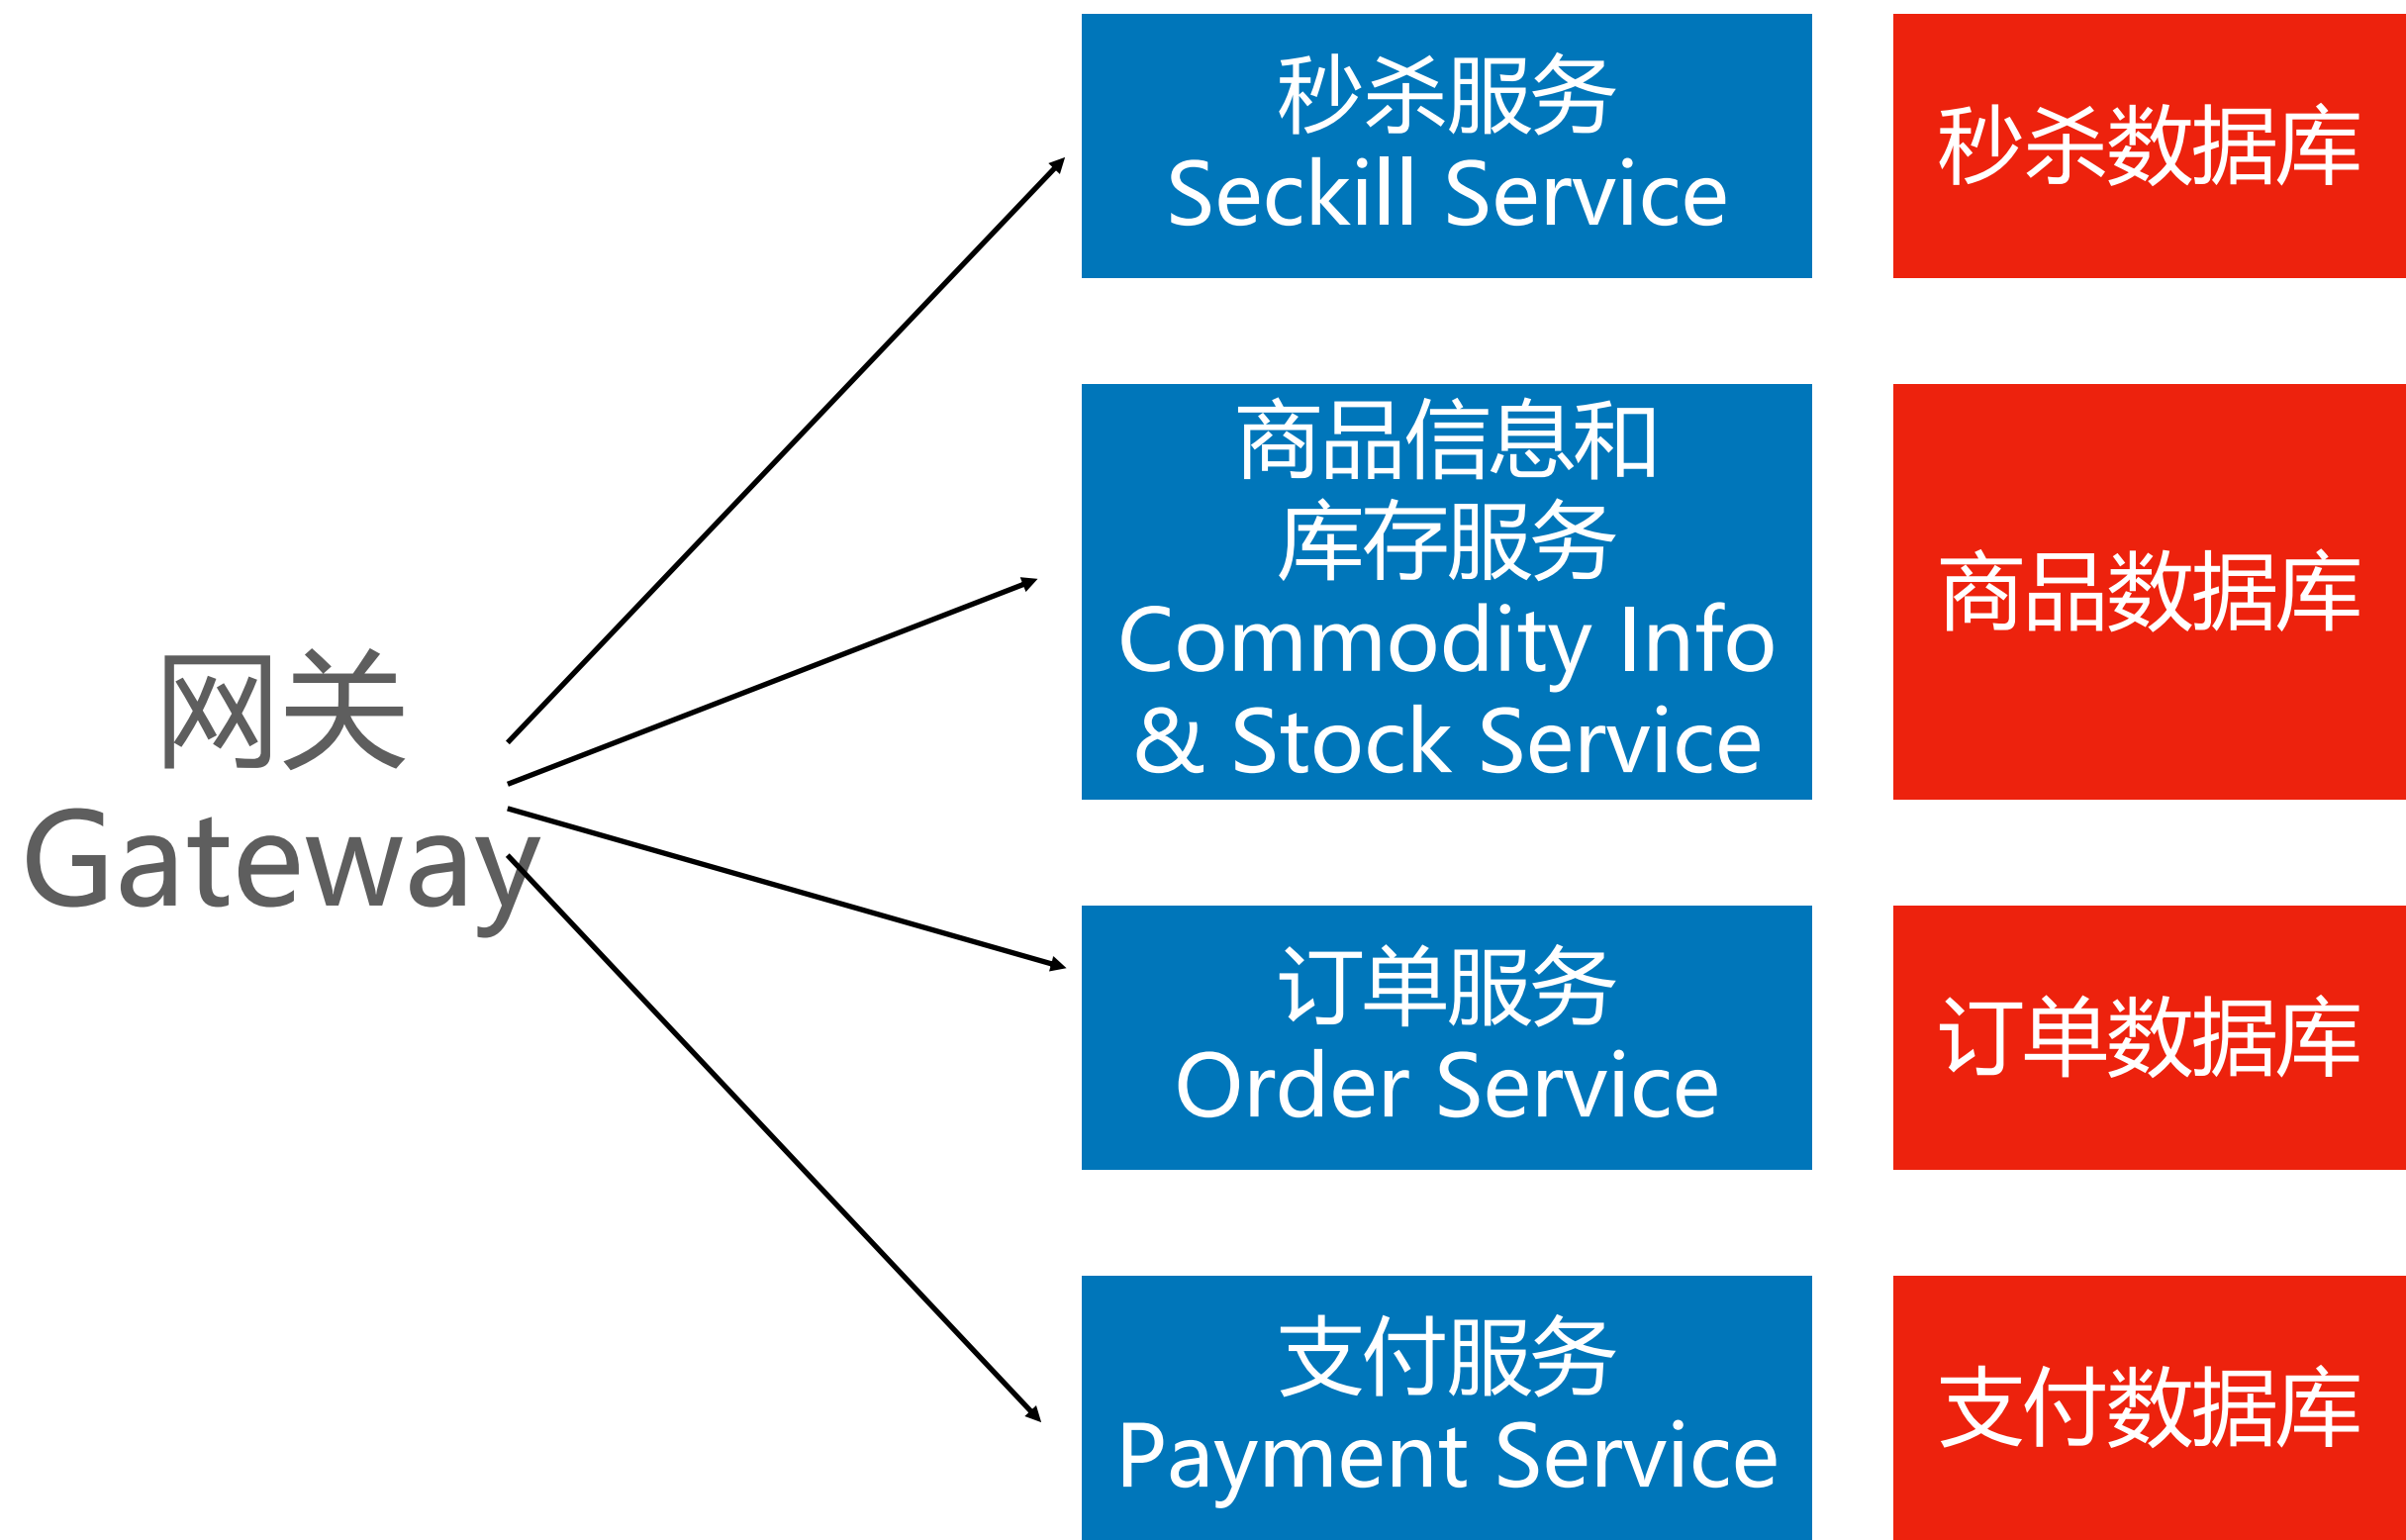 网关
Gateway
秒杀服务
Seckill Service
秒杀数据库
商品信息和
库存服务
Commodity Info
& Stock Service
商品数据库
订单服务
Order Service
订单数据库
支付服务
Payment Service
支付数据库